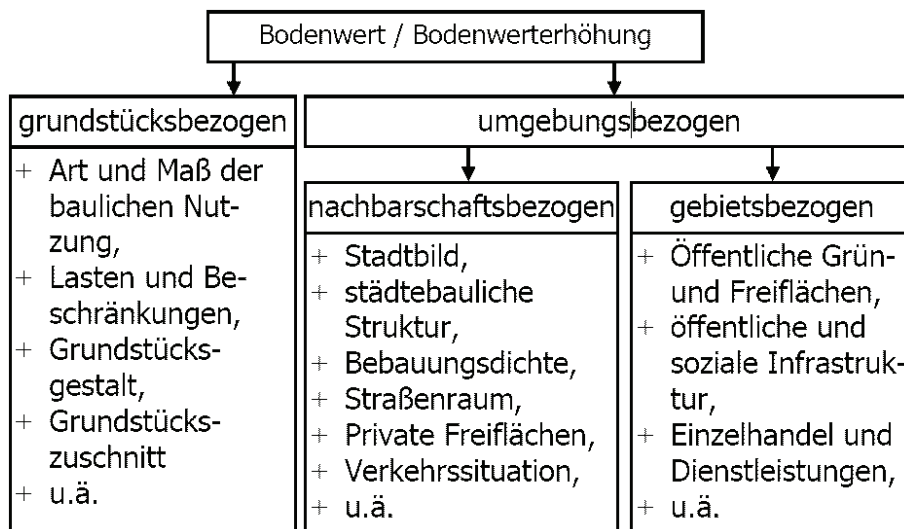 Bodenwert / Bodenwerterhöhung
grundstücksbezogen
+ Art und Maß der
baulichen Nut-
zung,
+ Lasten und Be-
schränkungen,
+ Grundstücks-
gestalt,
+ Grundstücks-
zuschnitt
+ u.ä.
umgebungsbezogen
nachbarschaftsbezogen
+ Stadtbild,
+ städtebauliche
Struktur,
+ Bebauungsdichte,
+ Straßenraum,
+ Private Freiflächen,
+ Verkehrssituation,
+ u.ä.
gebietsbezogen
+ Öffentliche Grün-
und Freiflächen,
+ öffentliche und
soziale Infrastruk-
tur,
+ Einzelhandel und
Dienstleistungen,
+ u.ä.